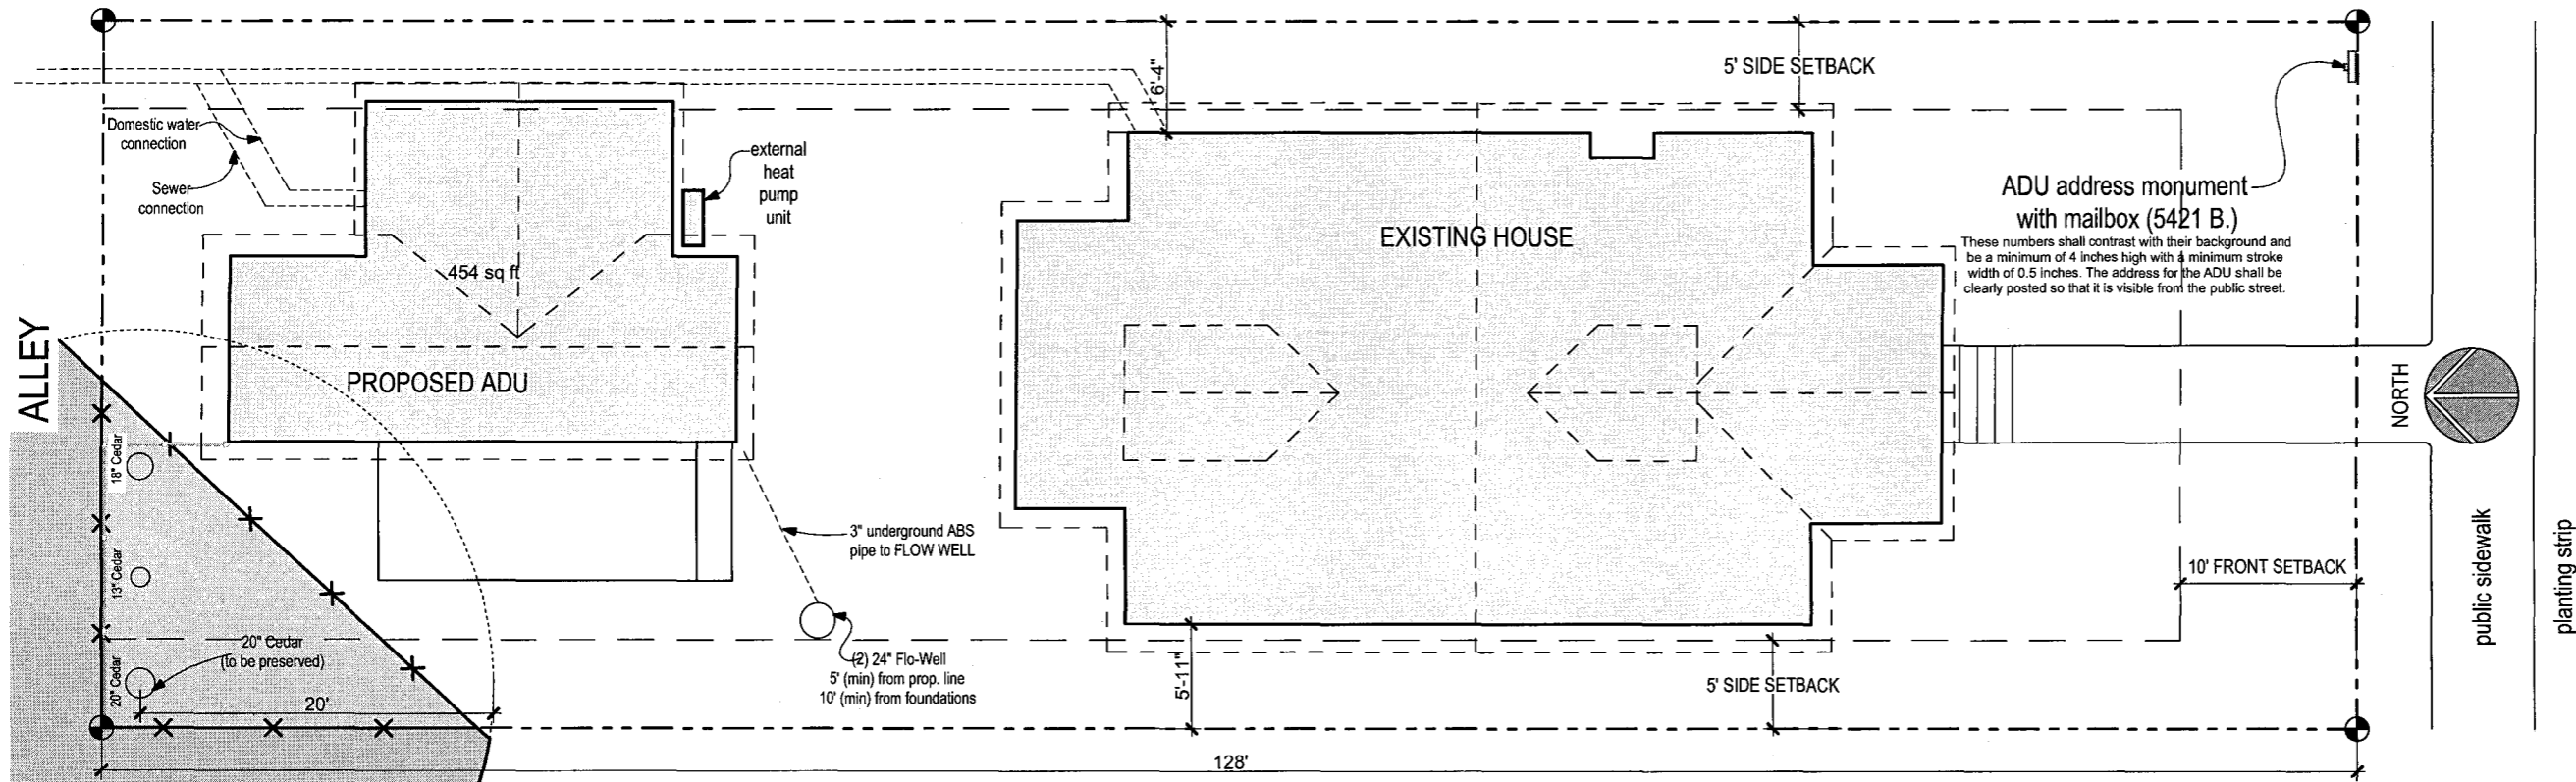 6'-4"
5' SIDE SETBACK
Domestic water
connection
Sewer
connection
external
heat
pump
unit
ADU address monument
with mailbox (5421 B.)
These numbers shall contrast with their background and
be a minimum of 4 inches high with a minimum stroke
width of 0.5 inches. The address for the ADU shall be
clearly posted so that it is visible from the public street.
EXISTING HOUSE
454 sq ft
ALLEY
PROPOSED ADU
NORTH
18" Cedar
13" Cedar
20" Cedar
3" underground ABS
pipe to FLOW WELL
10' FRONT SETBACK
public sidewalk
planting strip
20" Cedar
(to be preserved)
20'
(2) 24" Flo-Well
5' (min) from prop. line
10' (min) from foundations
5'-11"
5' SIDE SETBACK
128'